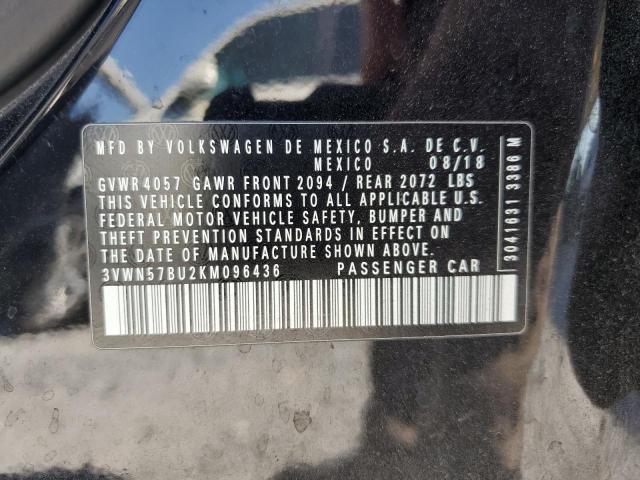 MFD BY VOLKSWAGEN DE MEXICO S.A. DE C.V.
MEXICO 08/18
GVWR 4057 GAWR FRONT 2094 / REAR 2072 LBS
THIS VEHICLE CONFORMS TO ALL APPLICABLE U.S.
FEDERAL MOTOR VEHICLE SAFETY, BUMPER AND
THEFT PREVENTION STANDARDS IN EFFECT ON
THE DATE OF MANUFACTURE SHOWN ABOVE.
3VWN57BU2KM096436 PASSENGER CAR
3041631 3386 M